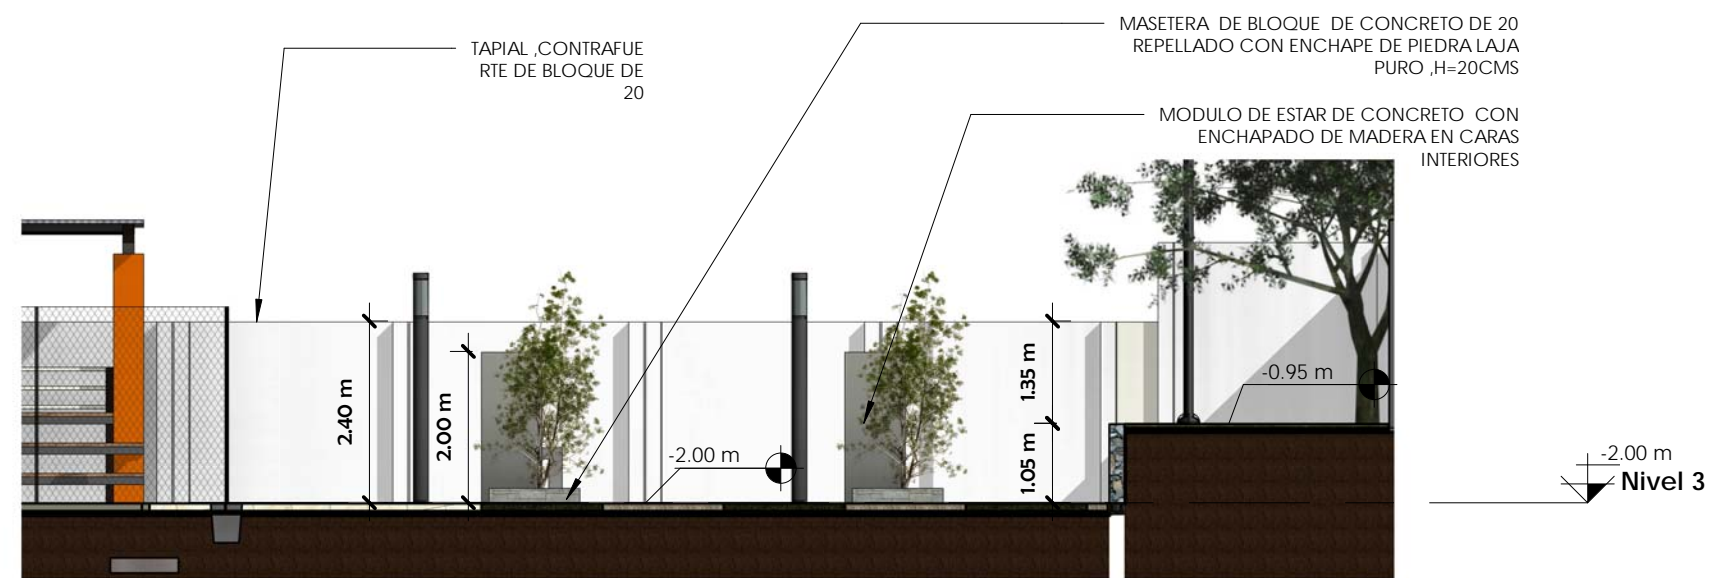 MASETERA DE BLOQUE DE CONCRETO DE 20
REPELLADO CON ENCHAPE DE PIEDRA LAJA
PURO ,H=20CMS
TAPIAL ,CONTRAFUE
RTE DE BLOQUE DE
20
MODULO DE ESTAR DE CONCRETO CON
ENCHAPADO DE MADERA EN CARAS
INTERIORES
2.40 m
2.00 m
-2.00 m
1.35 m
1.05 m
-0.95 m
-2.00 m
Nivel 3